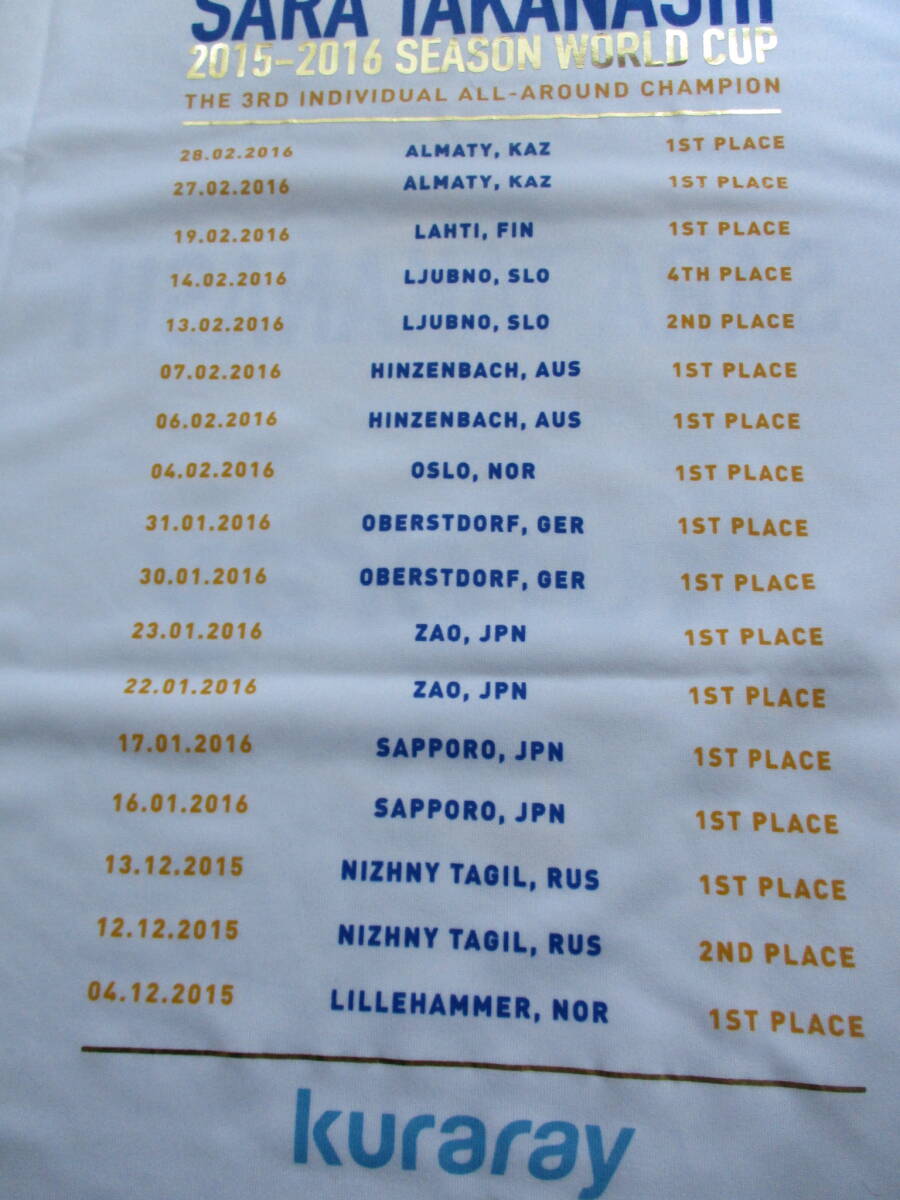 SARA TAKANASHI
2015-2016 SEASON WORLD CUP
THE 3RD INDIVIDUAL ALL-AROUND CHAMPION
28.02.2016 ALMATY, KAZ 1ST PLACE
27.02.2016 ALMATY, KAZ 1ST PLACE
19.02.2016 LAHTI, FIN 1ST PLACE
14.02.2016 LJUBNO, SLO 4TH PLACE
13.02.2016 LJUBNO, SLO 2ND PLACE
07.02.2016 HINZENBACH, AUS 1ST PLACE
06.02.2016 HINZENBACH, AUS 1ST PLACE
04.02.2016 OSLO, NOR 1ST PLACE
31.01.2016 OBERSTDORF, GER 1ST PLACE
30.01.2016 OBERSTDORF, GER 1ST PLACE
23.01.2016 ZAO, JPN 1ST PLACE
22.01.2016 ZAO, JPN 1ST PLACE
17.01.2016 SAPPORO, JPN 1ST PLACE
16.01.2016 SAPPORO, JPN 1ST PLACE
13.12.2015 NIZHNY TAGIL, RUS 1ST PLACE
12.12.2015 NIZHNY TAGIL, RUS 2ND PLACE
04.12.2015 LILLEHAMMER, NOR 1ST PLACE
kuraray